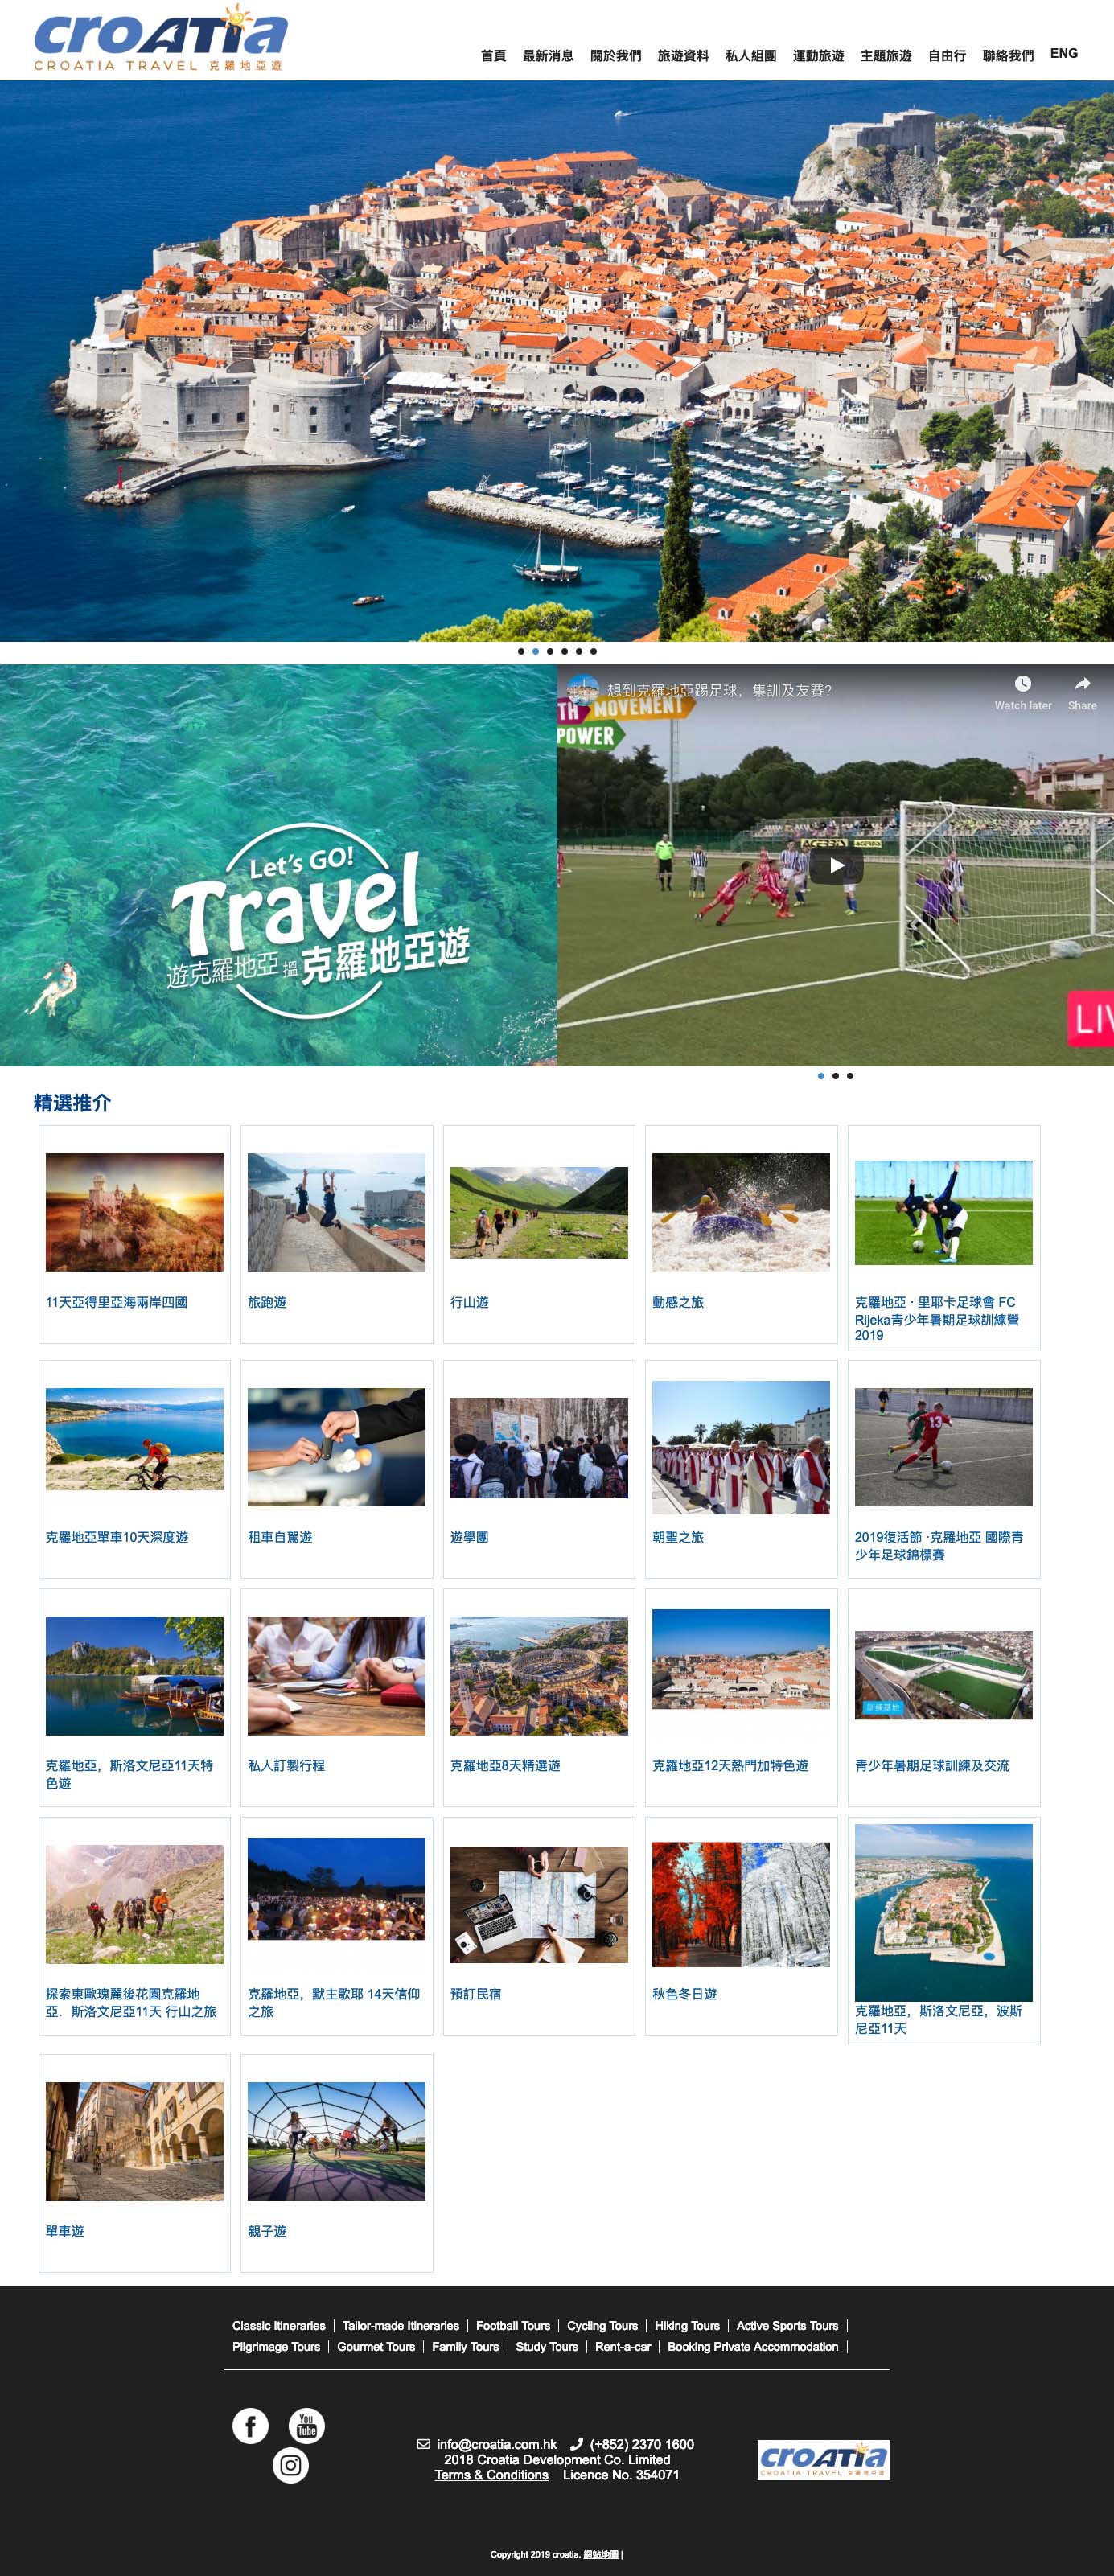 croatia
CROATIA TRAVEL 克羅地亞遊
首頁 最新消息 關於我們 旅遊資料 私人組團 運動旅遊 主題旅遊 自由行 聯絡我們 ENG
Let's GO!
Travel
遊克羅地亞 搵 克羅地亞遊
想到克羅地亞踢足球，集訓及友賽?
Watch later Share
TH MOVEMENT
POWER
LIV
精選推介
11天亞得里亞海兩岸四國
旅跑遊
行山遊
動感之旅
克羅地亞 · 里耶卡足球會 FC
Rijeka青少年暑期足球訓練營
2019
克羅地亞單車10天深度遊
租車自駕遊
遊學團
朝聖之旅
13
2019復活節 ·克羅地亞 國際青
少年足球錦標賽
克羅地亞，斯洛文尼亞11天特
色遊
私人訂製行程
克羅地亞8天精選遊
克羅地亞12天熱門加特色遊
訓練基地
青少年暑期足球訓練及交流
探索東歐瑰麗後花園克羅地
亞．斯洛文尼亞11天 行山之旅
克羅地亞，默主歌耶 14天信仰
之旅
預訂民宿
秋色冬日遊
克羅地亞，斯洛文尼亞，波斯
尼亞11天
單車遊
親子遊
Classic Itineraries | Tailor-made Itineraries | Football Tours | Cycling Tours | Hiking Tours | Active Sports Tours |
Pilgrimage Tours | Gourmet Tours | Family Tours | Study Tours | Rent-a-car | Booking Private Accommodation |
You
Tube
info@croatia.com.hk (+852) 2370 1600
2018 Croatia Development Co. Limited
Terms & Conditions Licence No. 354071
croatia
CROATIA TRAVEL 克羅地亞遊
Copyright 2019 croatia. 網站地圖 |